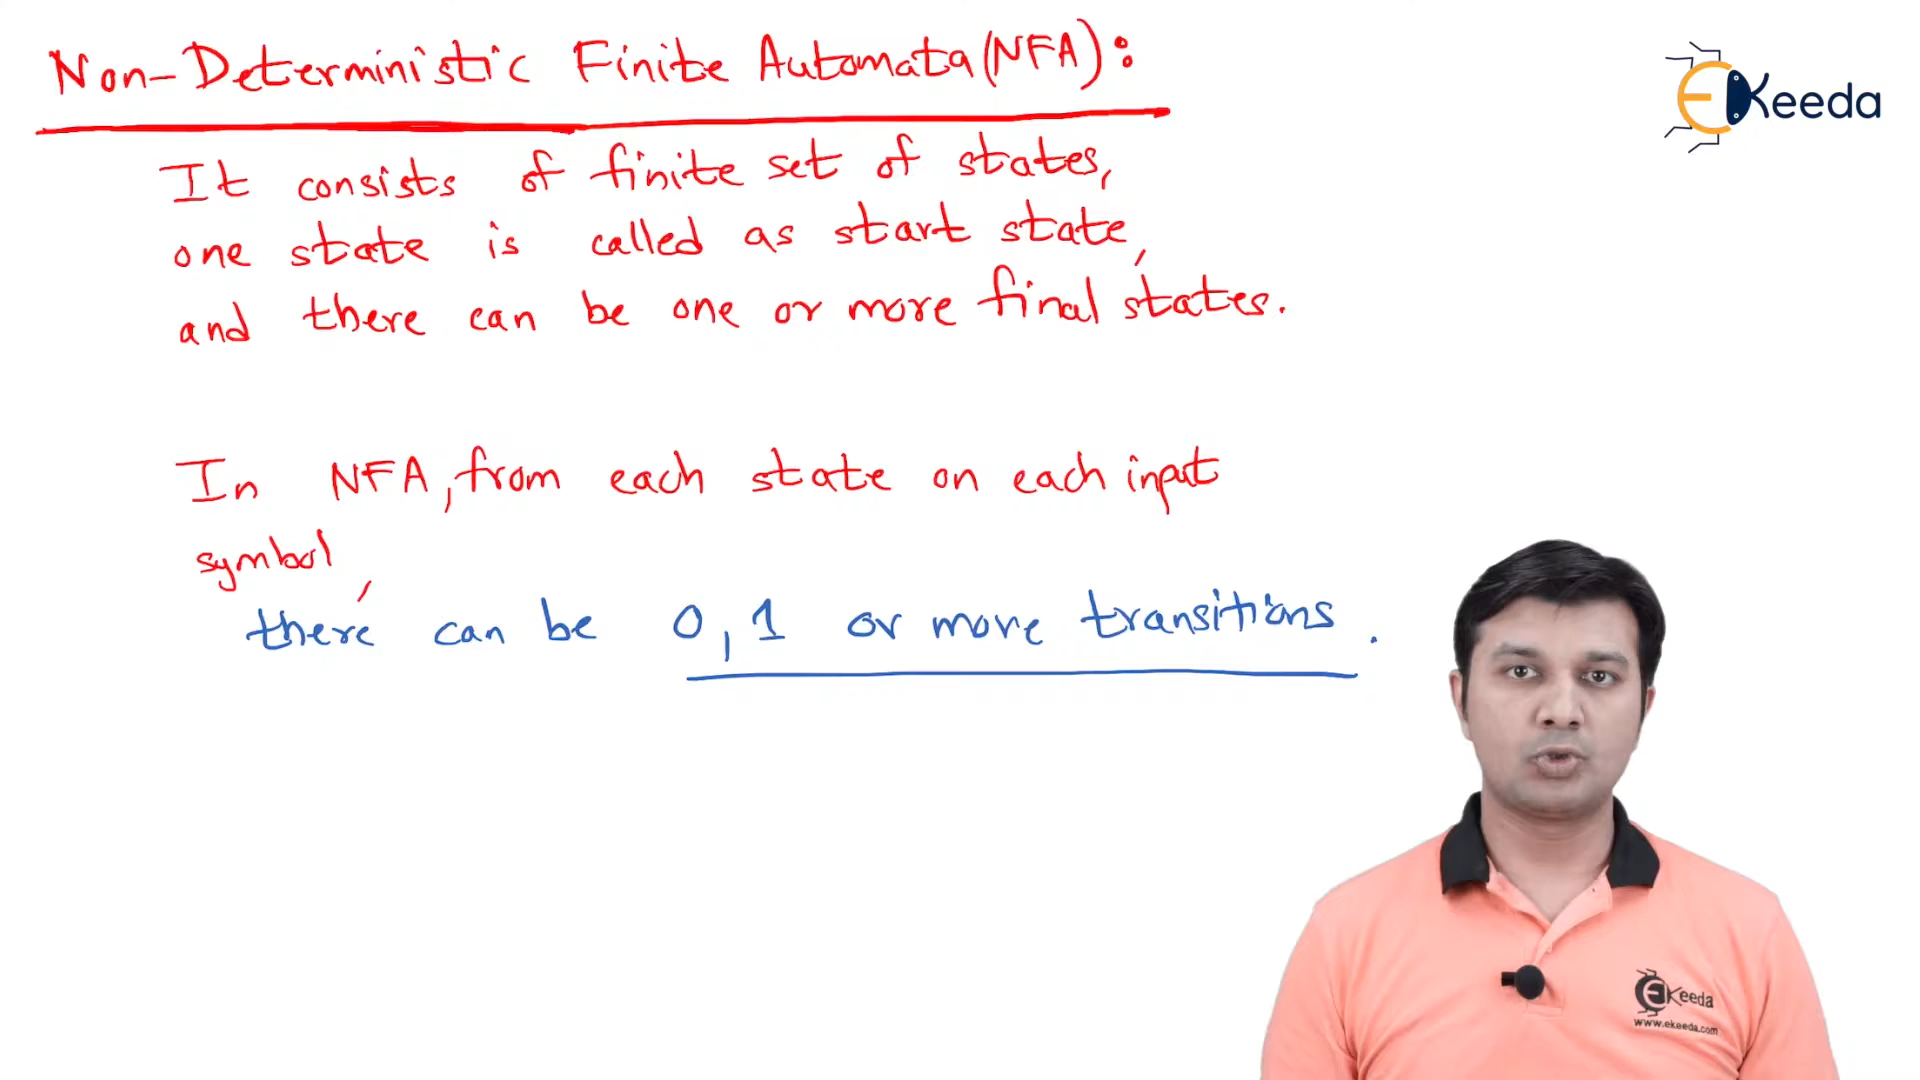 Non-Deterministic Finite Automata (NFA):
EKeeda
It consists of finite set of states,
one state is called as start state,
and there can be one or more final states.
In NFA, from each state on each input
symbol,
there can be 0, 1 or more transitions.
EKeeda
www.ekeeda.com